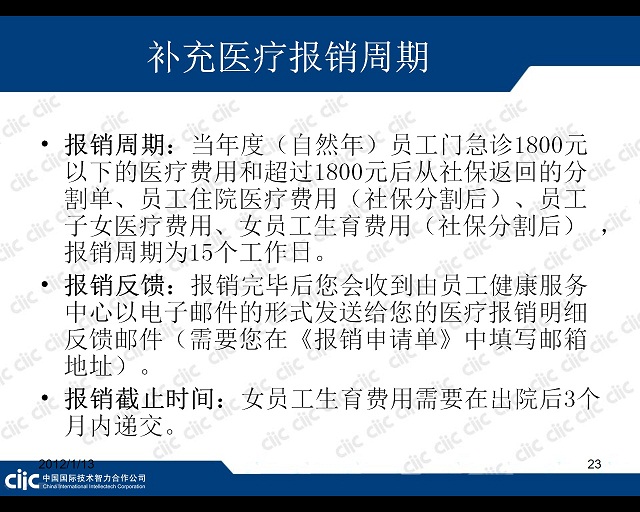 补充医疗报销周期
• 报销周期：当年度（自然年）员工门急诊1800元
以下的医疗费用和超过1800元后从社保返回的分
割单、员工住院医疗费用（社保分割后）、员工
子女医疗费用、女员工生育费用（社保分割后），
报销周期为15个工作日。
• 报销反馈：报销完毕后您会收到由员工健康服务
中心以电子邮件的形式发送给您的医疗报销明细
反馈邮件（需要您在《报销申请单》中填写邮箱
地址）。
• 报销截止时间：女员工生育费用需要在出院后3个
月内递交。
2012/1/13
23
ciic 中国国际技术智力合作公司
China International Intellectech Corporation